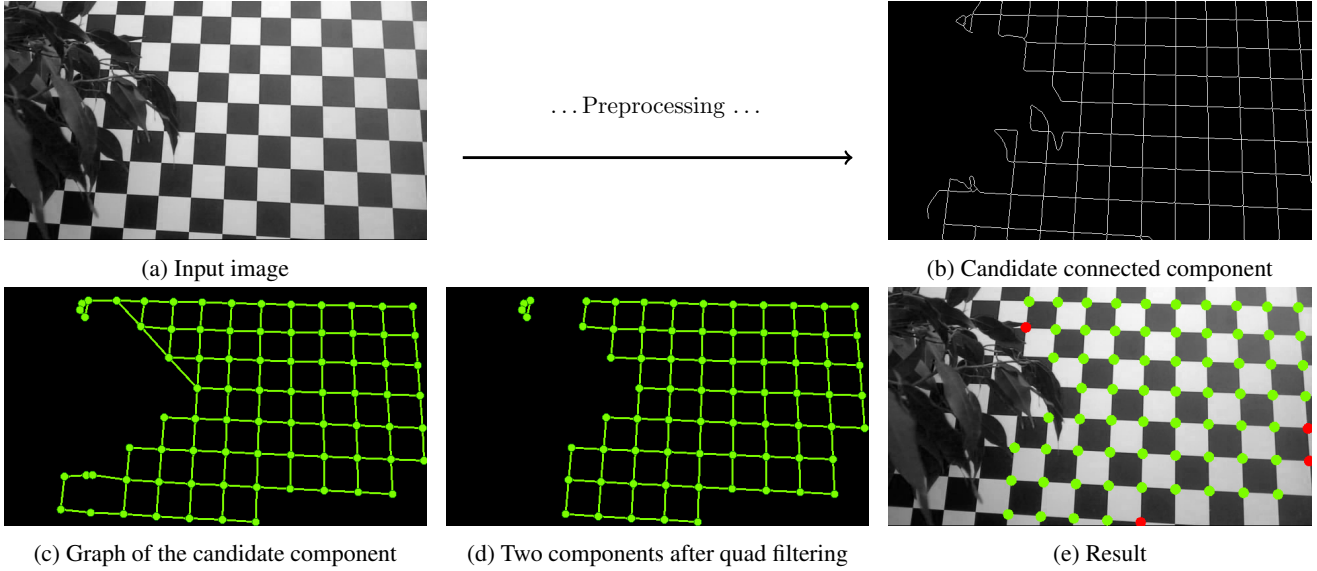 ... Preprocessing ...
(a) Input image
(b) Candidate connected component
(c) Graph of the candidate component
(d) Two components after quad filtering
(e) Result